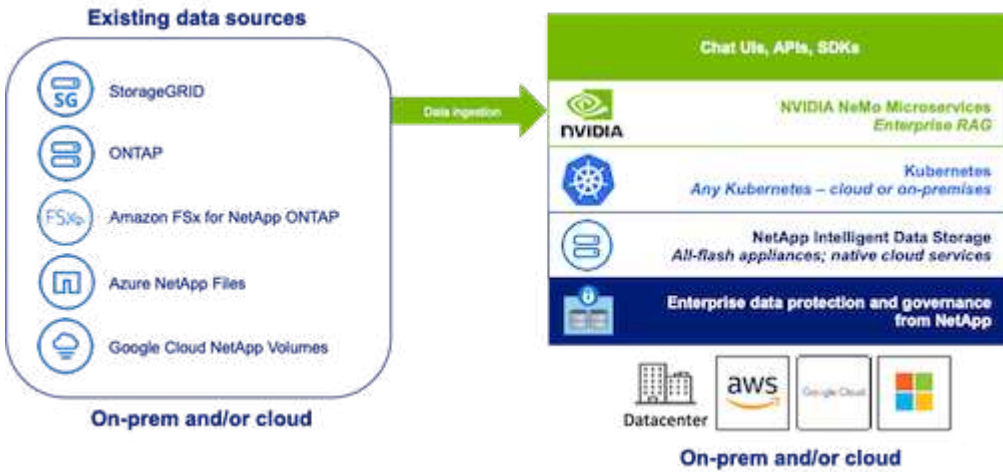 Existing data sources
SG
StorageGRID
ONTAP
FSx
Amazon FSx for NetApp ONTAP
Azure NetApp Files
Google Cloud NetApp Volumes
On-prem and/or cloud
Data ingestion
Chat UIs, APIs, SDKs
NVIDIA
NVIDIA NeMo Microservices
Enterprise RAG
Kubernetes
Any Kubernetes – cloud or on-premises
NetApp Intelligent Data Storage
All-flash appliances; native cloud services
Enterprise data protection and governance
from NetApp
Datacenter
aws
Google Cloud
On-prem and/or cloud